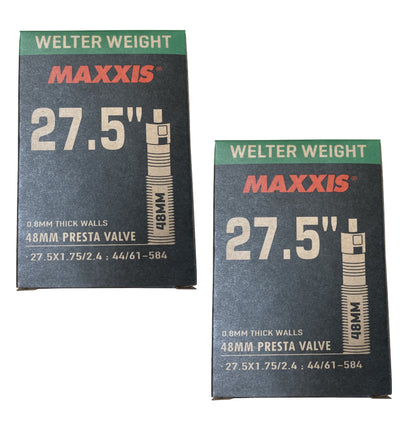 WELTER WEIGHT
MAXXIS®
27.5"
48MM
0.8MM THICK WALLS
48MM PRESTA VALVE
27.5X1.75/2.4 : 44/61-584
WELTER WEIGHT
MAXXIS®
27.5"
48MM
0.8MM THICK WALLS
48MM PRESTA VALVE
27.5X1.75/2.4 : 44/61-584